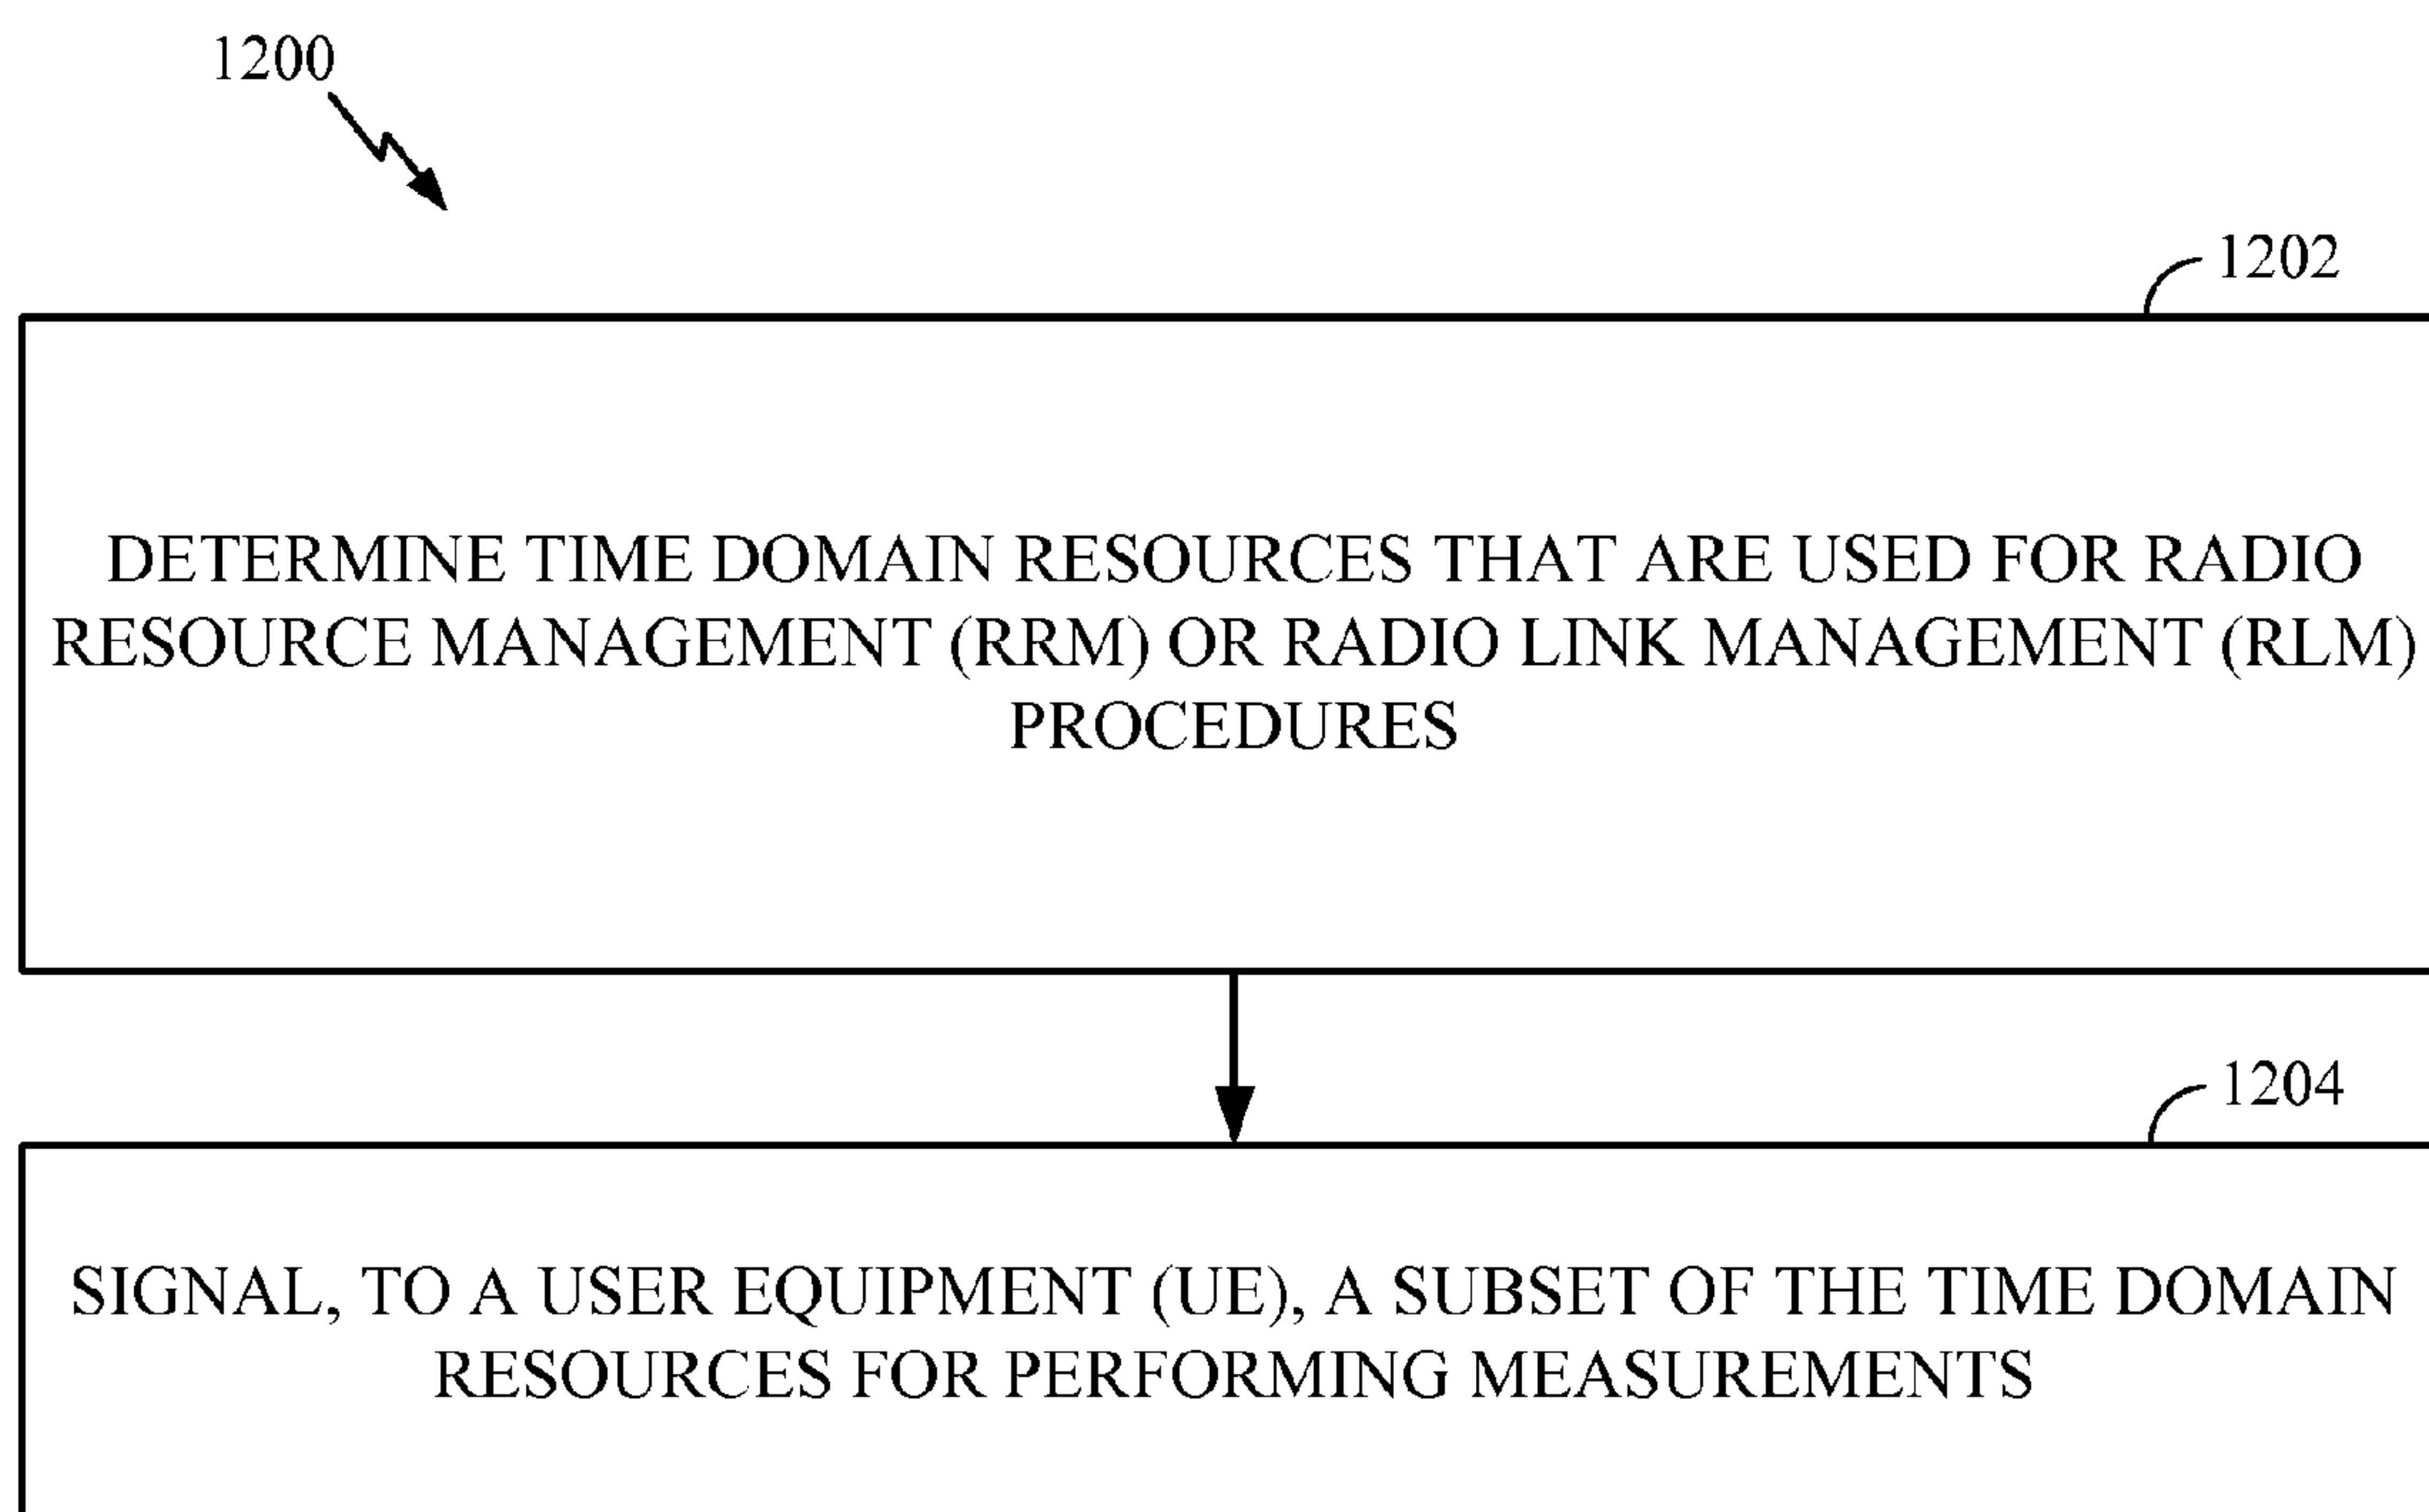 1200
1202
DETERMINE TIME DOMAIN RESOURCES THAT ARE USED FOR RADIO
RESOURCE MANAGEMENT (RRM) OR RADIO LINK MANAGEMENT (RLM)
PROCEDURES
1204
SIGNAL, TO A USER EQUIPMENT (UE), A SUBSET OF THE TIME DOMAIN
RESOURCES FOR PERFORMING MEASUREMENTS